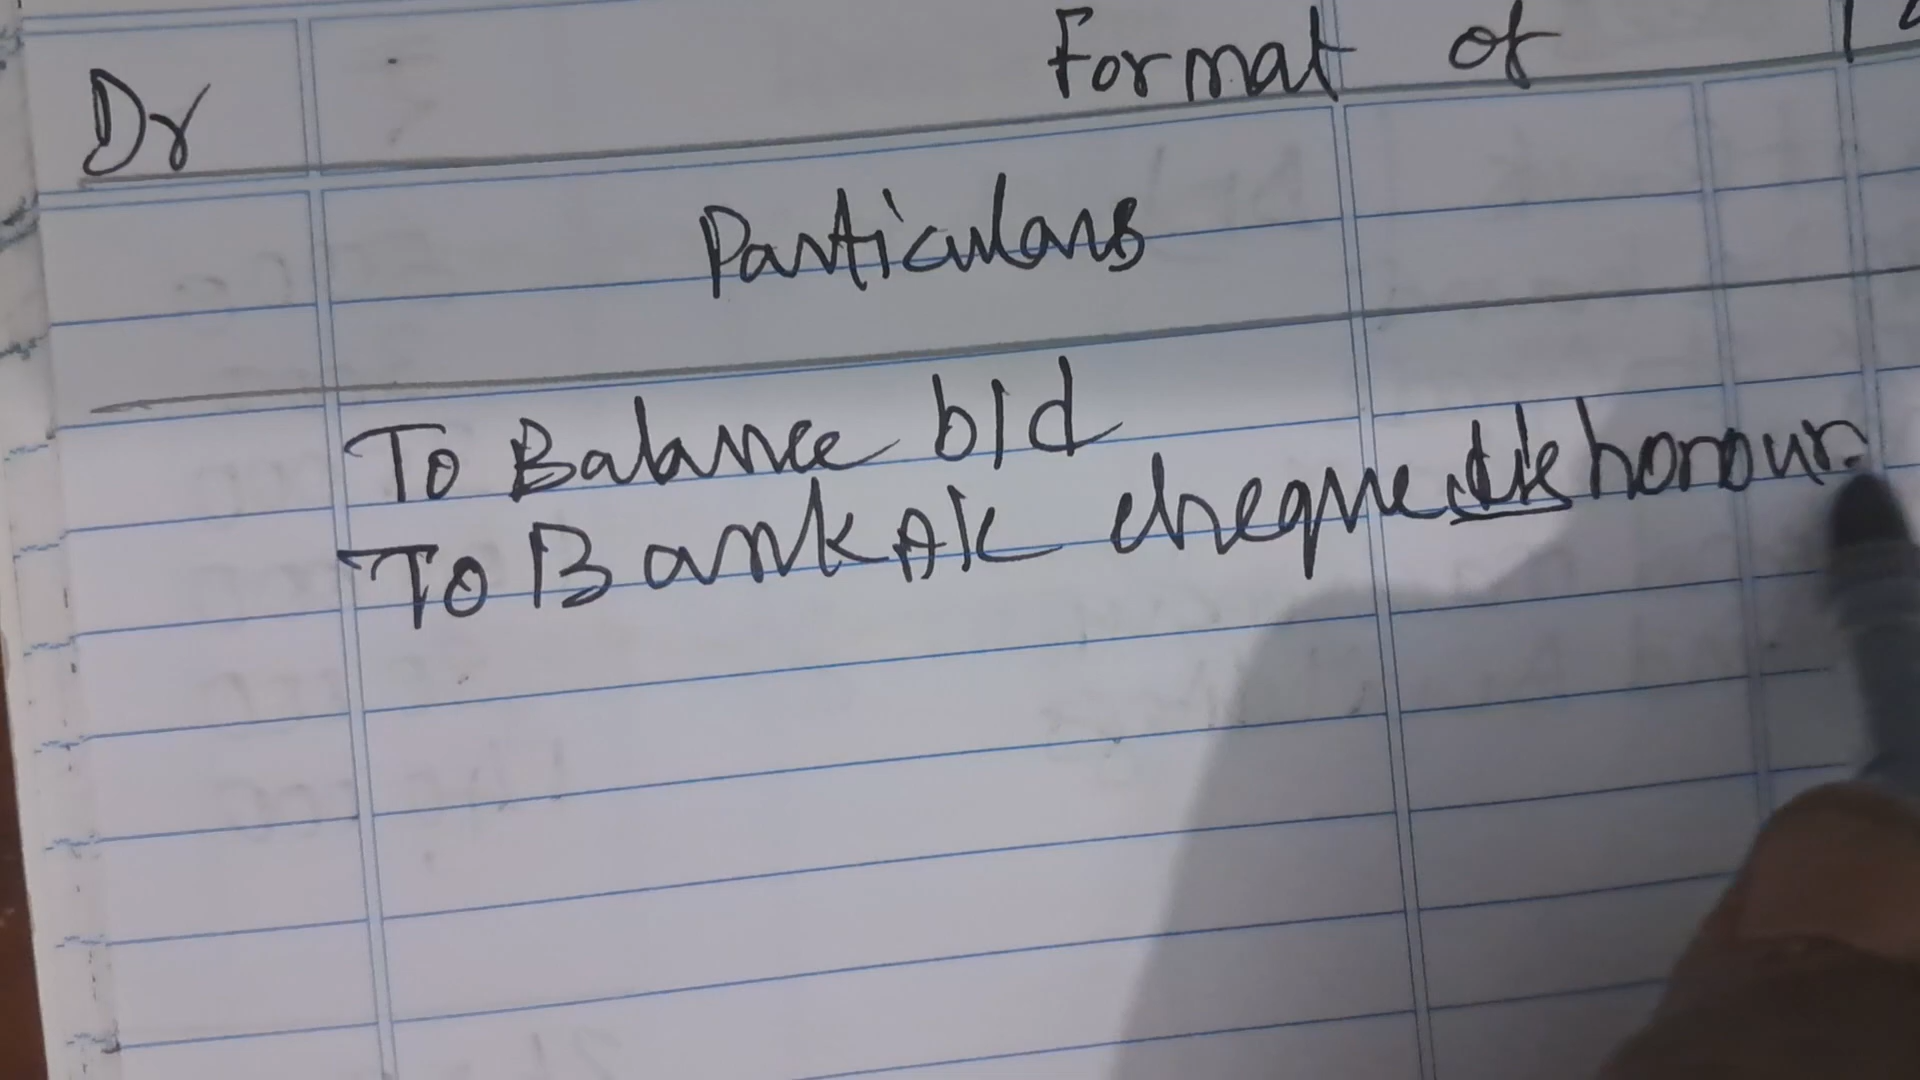 Format of
Dr
Particulars
To Balance b/d
To Bank A/c cheque dishonour